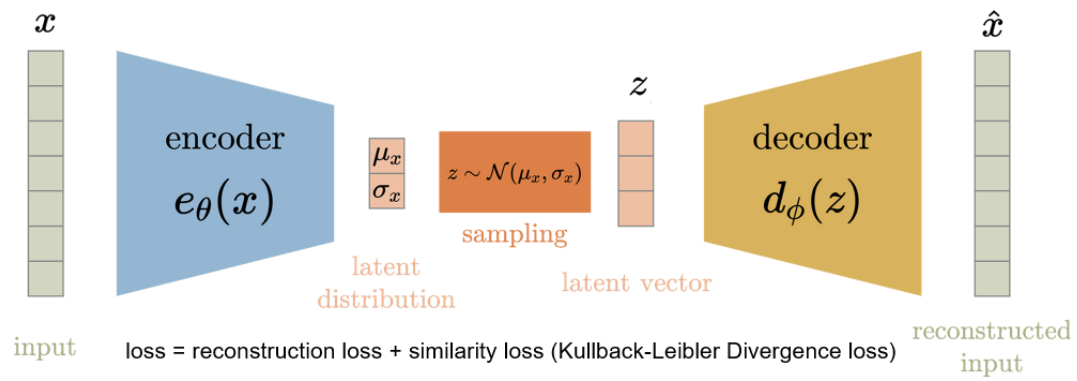 x
x̂
z
encoder
e_θ(x)
μ_x
σ_x
z ∼ 𝒩(μ_x, σ_x)
decoder
d_ϕ(z)
sampling
latent
distribution
latent vector
input
reconstructed
input
loss = reconstruction loss + similarity loss (Kullback-Leibler Divergence loss)